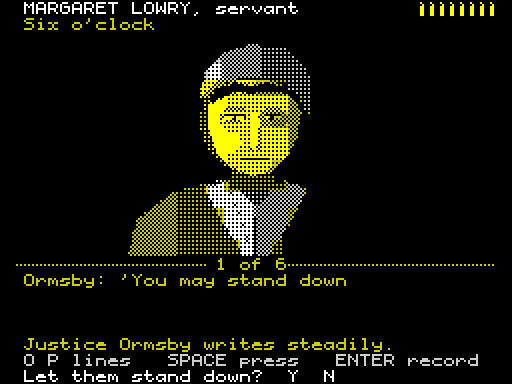 MARGARET LOWRY, servant
Six o'clock
1 of 6
Ormsby: 'You may stand down
Justice Ormsby writes steadily.
O P lines   SPACE press   ENTER record
Let them stand down?  Y  N